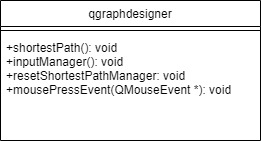 qgraphdesigner
+shortestPath(): void
+inputManager(): void
+resetShortestPathManager: void
+mousePressEvent(QMouseEvent *): void